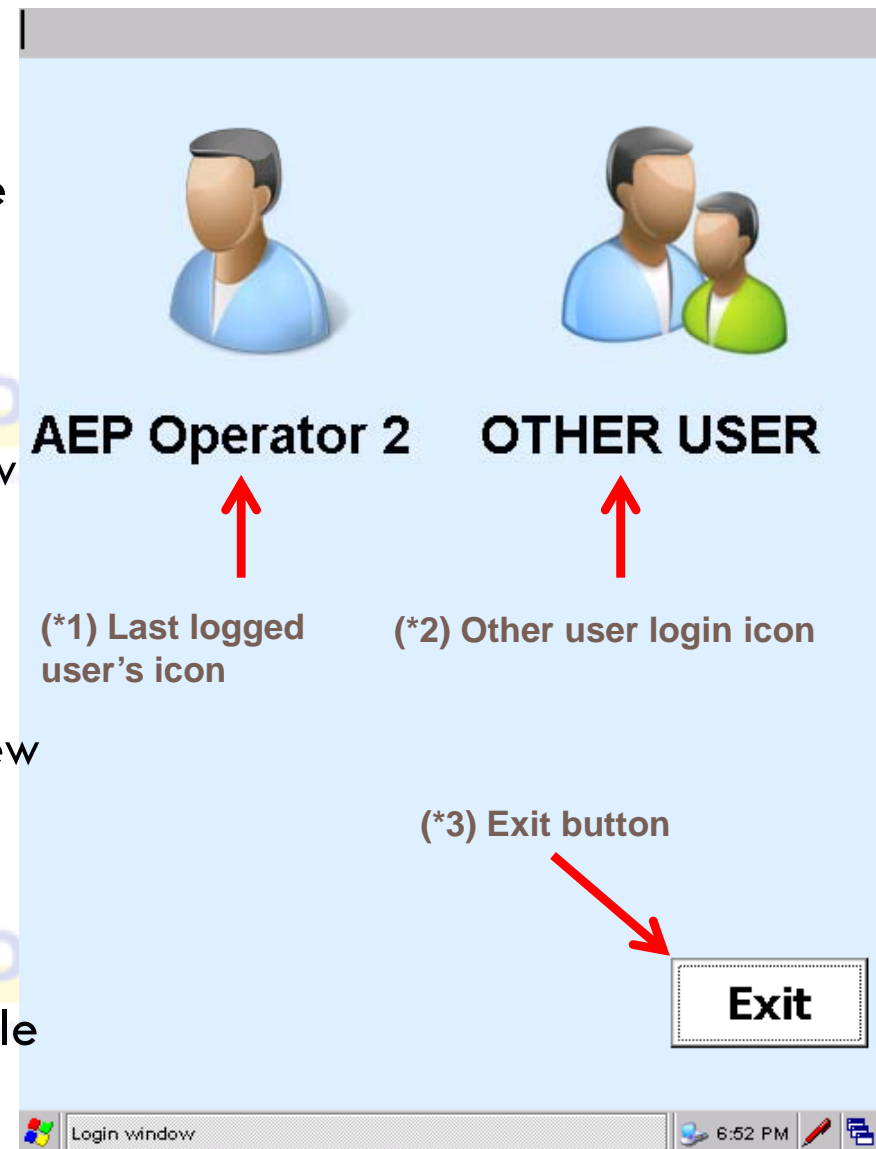 AEP Operator 2 OTHER USER
(*1) Last logged
user’s icon
(*2) Other user login icon
(*3) Exit button
Exit
Login window 6:52 PM